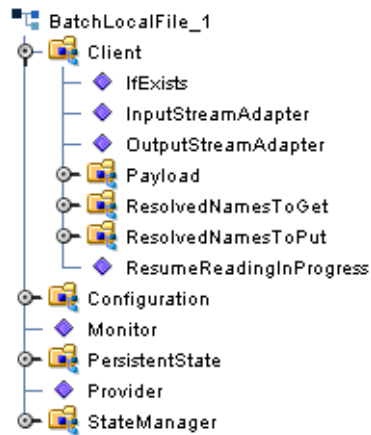 BatchLocalFile_1
Client
IfExists
InputStreamAdapter
OutputStreamAdapter
Payload
ResolvedNamesToGet
ResolvedNamesToPut
ResumeReadingInProgress
Configuration
Monitor
PersistentState
Provider
StateManager